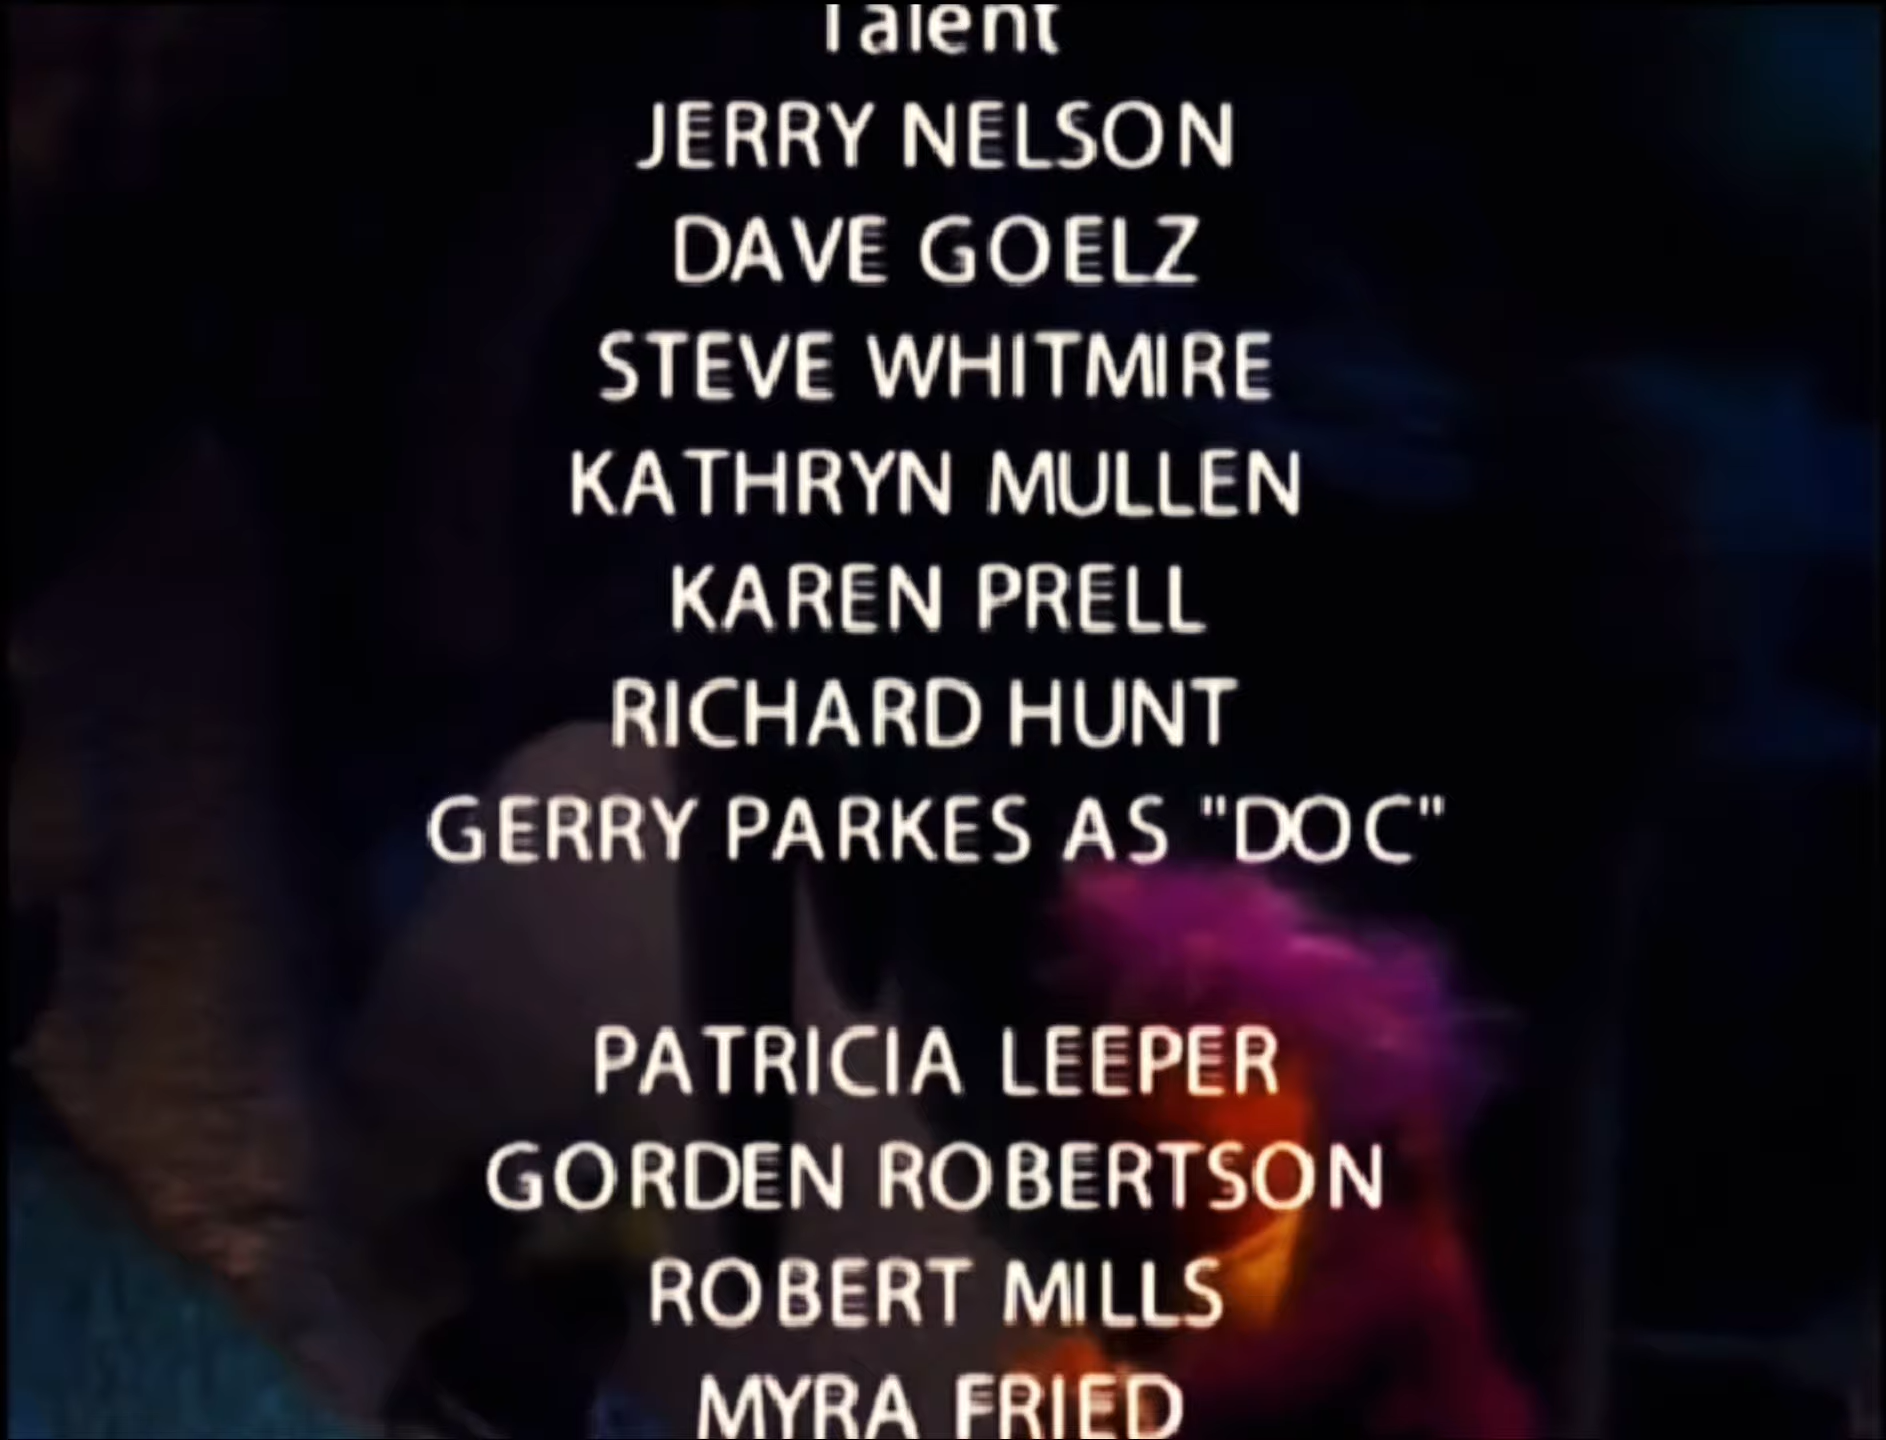 Talent
JERRY NELSON
DAVE GOELZ
STEVE WHITMIRE
KATHRYN MULLEN
KAREN PRELL
RICHARD HUNT
GERRY PARKES AS "DOC"
PATRICIA LEEPER
GORDEN ROBERTSON
ROBERT MILLS
MYRA FRIED